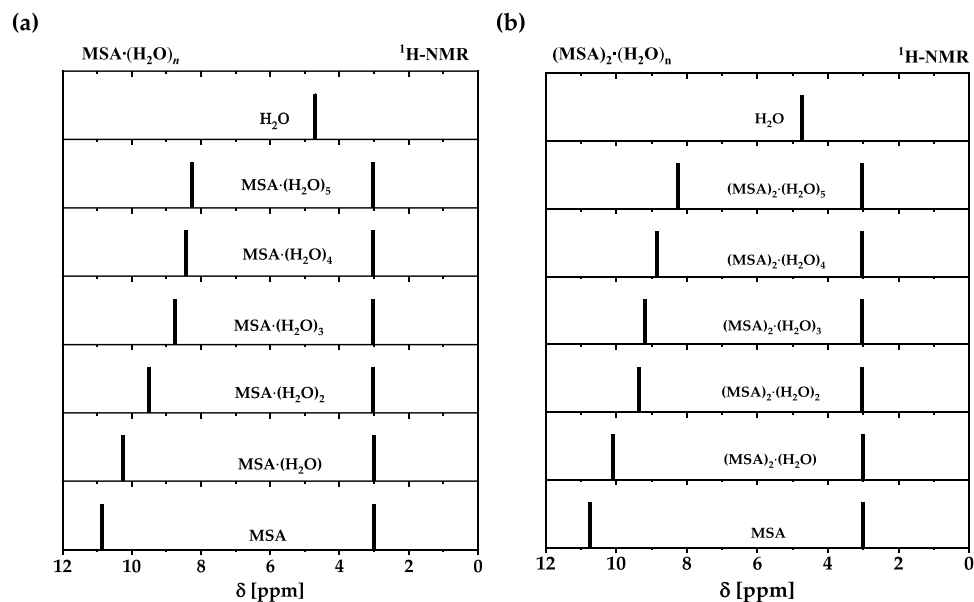 (a)
MSA·(H₂O)ₙ ¹H-NMR
H₂O
MSA·(H₂O)₅
MSA·(H₂O)₄
MSA·(H₂O)₃
MSA·(H₂O)₂
MSA·(H₂O)
MSA
12 10 8 6 4 2 0
δ [ppm]
(b)
(MSA)₂·(H₂O)ₙ ¹H-NMR
H₂O
(MSA)₂·(H₂O)₅
(MSA)₂·(H₂O)₄
(MSA)₂·(H₂O)₃
(MSA)₂·(H₂O)₂
(MSA)₂·(H₂O)
MSA
12 10 8 6 4 2 0
δ [ppm]